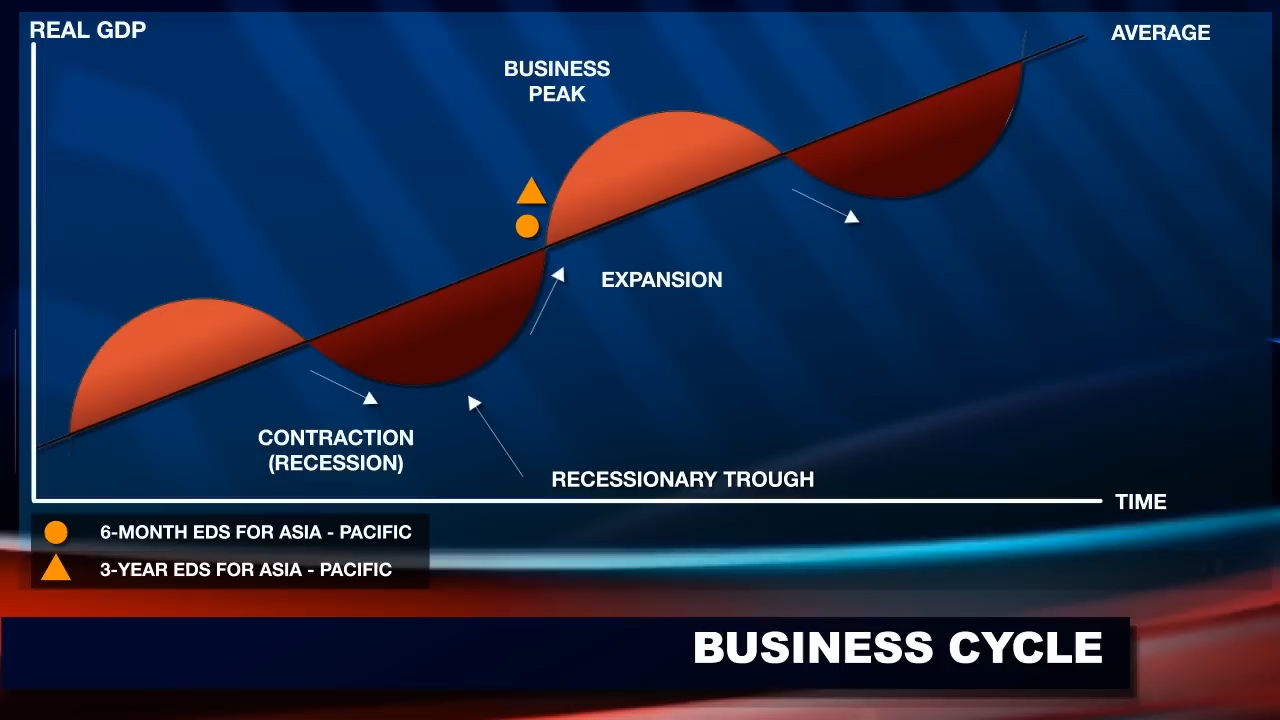 REAL GDP
AVERAGE
BUSINESS
PEAK
EXPANSION
CONTRACTION
(RECESSION)
RECESSIONARY TROUGH
TIME
6-MONTH EDS FOR ASIA - PACIFIC
3-YEAR EDS FOR ASIA - PACIFIC
BUSINESS CYCLE